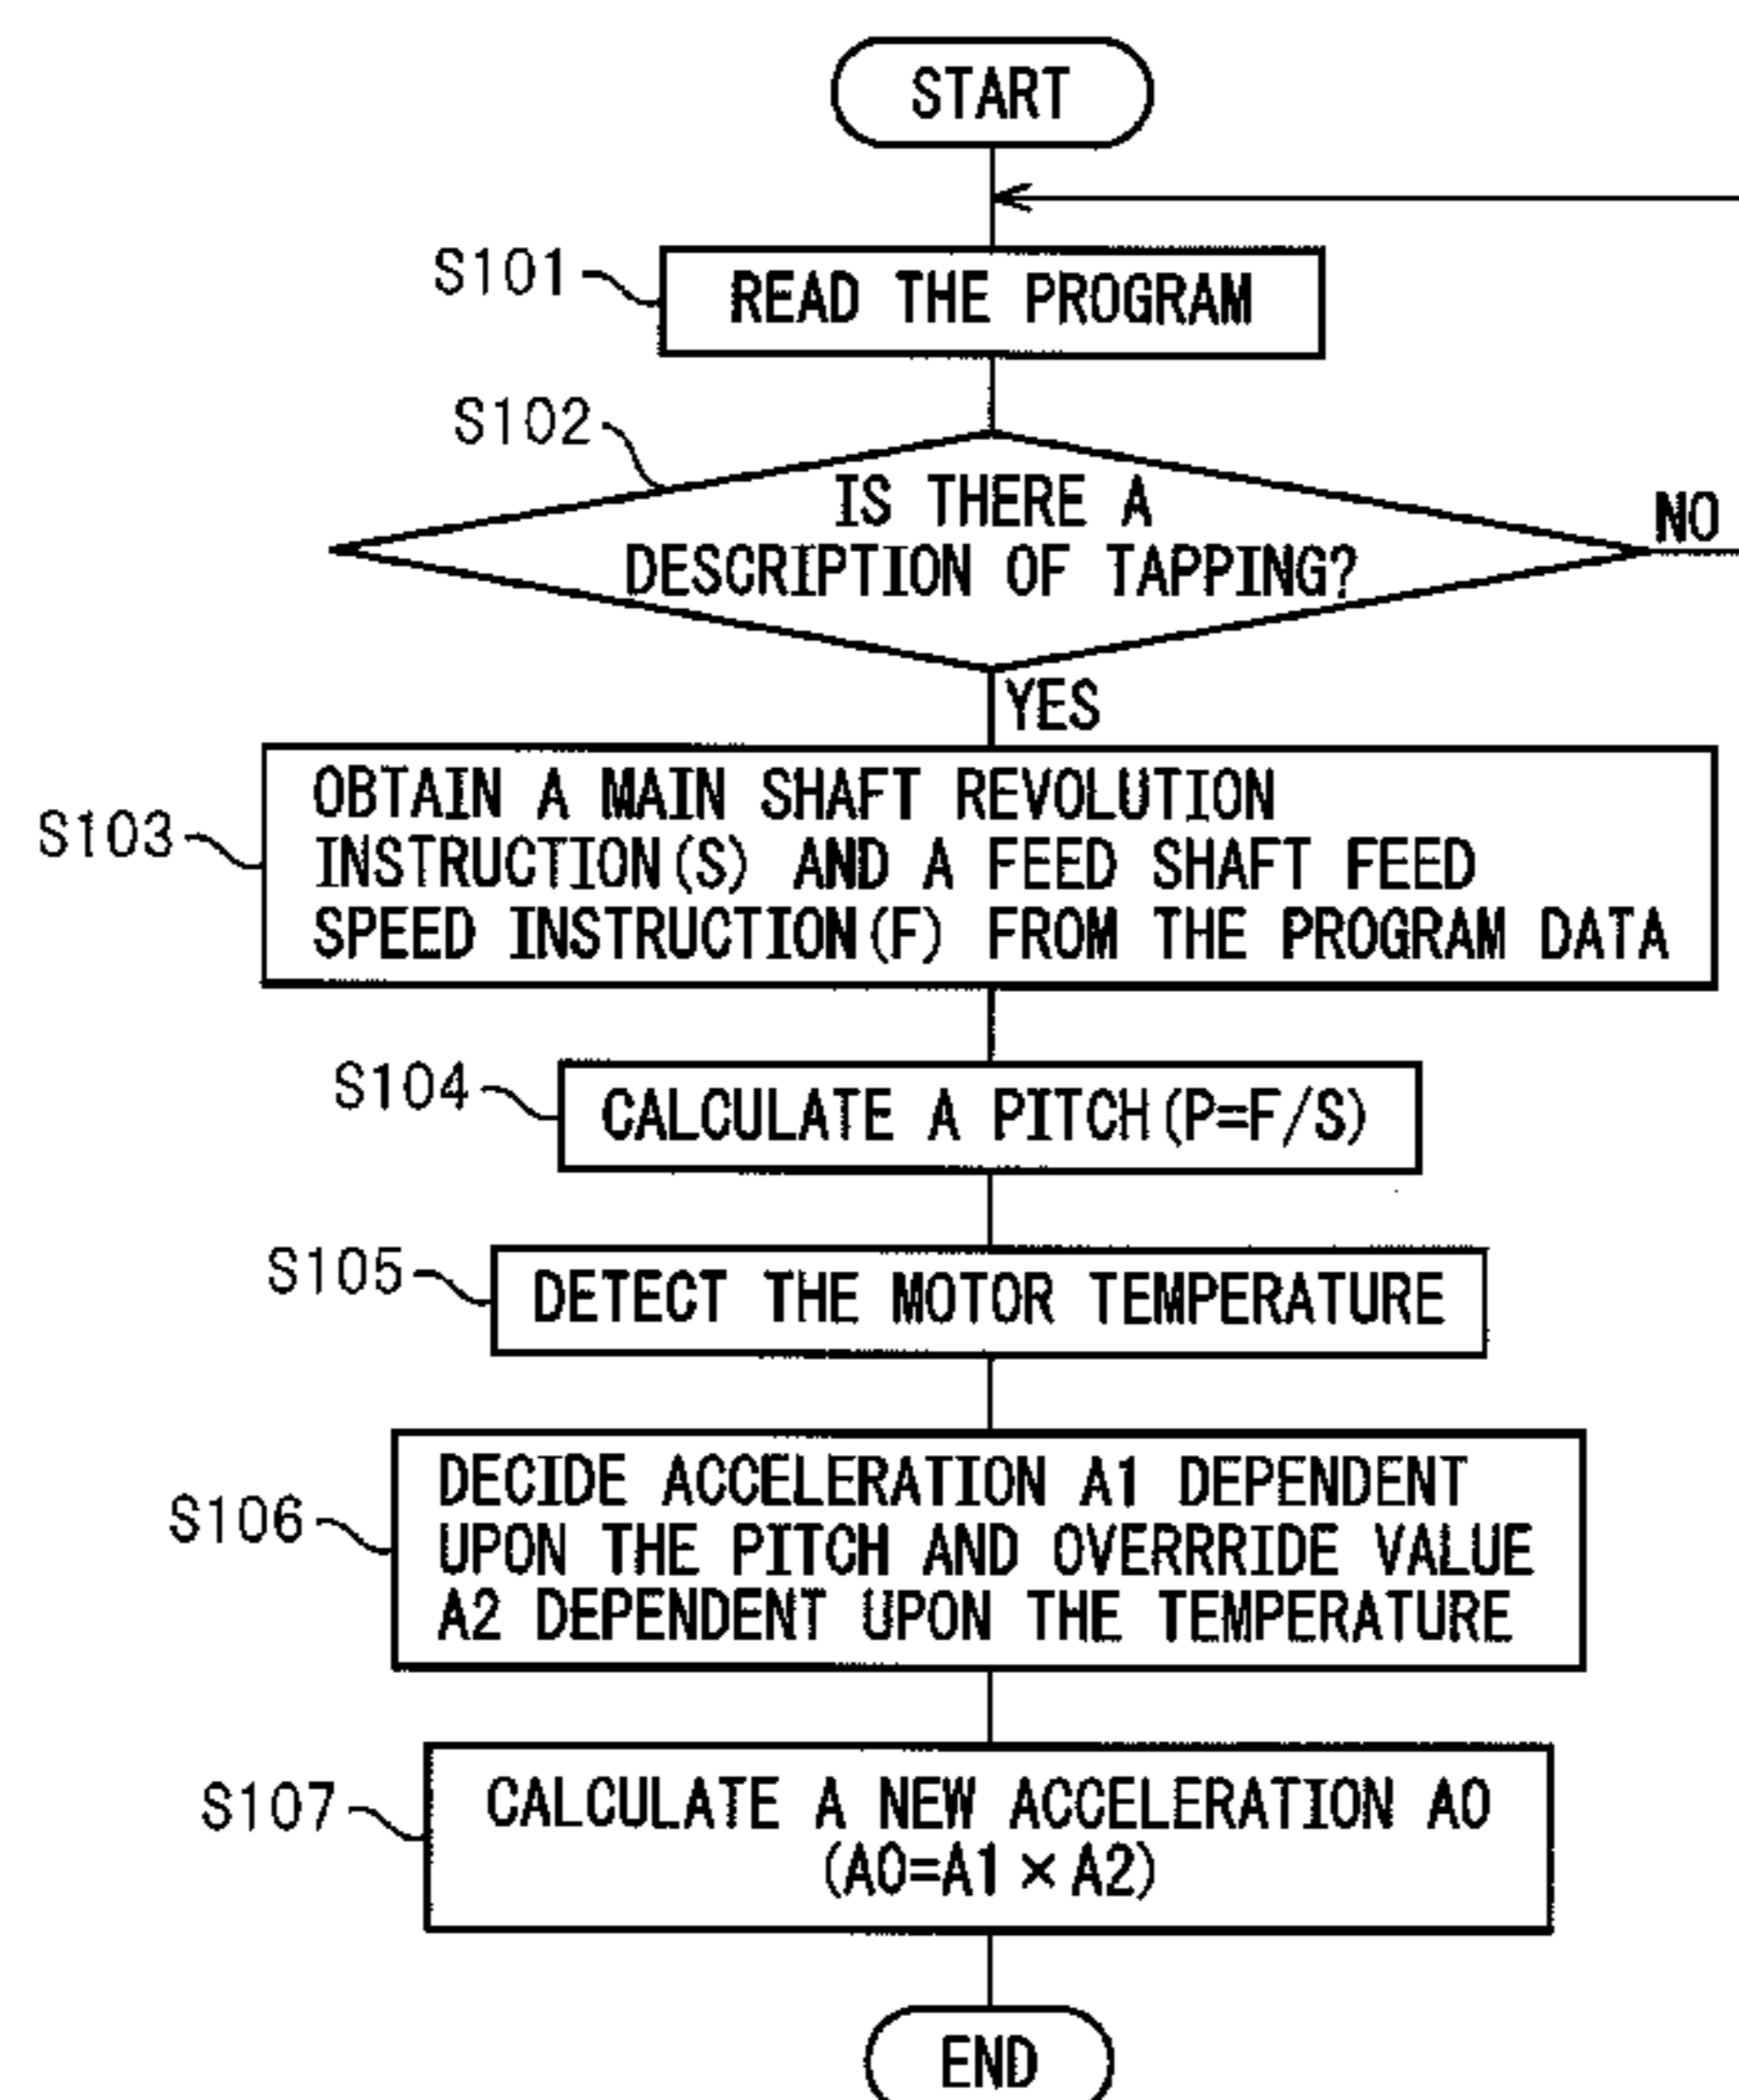 START
S101
READ THE PROGRAM
S102
IS THERE A
DESCRIPTION OF TAPPING?
NO
YES
S103
OBTAIN A MAIN SHAFT REVOLUTION
INSTRUCTION(S) AND A FEED SHAFT FEED
SPEED INSTRUCTION(F) FROM THE PROGRAM DATA
S104
CALCULATE A PITCH(P=F/S)
S105
DETECT THE MOTOR TEMPERATURE
S106
DECIDE ACCELERATION A1 DEPENDENT
UPON THE PITCH AND OVERRRIDE VALUE
A2 DEPENDENT UPON THE TEMPERATURE
S107
CALCULATE A NEW ACCELERATION A0
(A0=A1×A2)
END